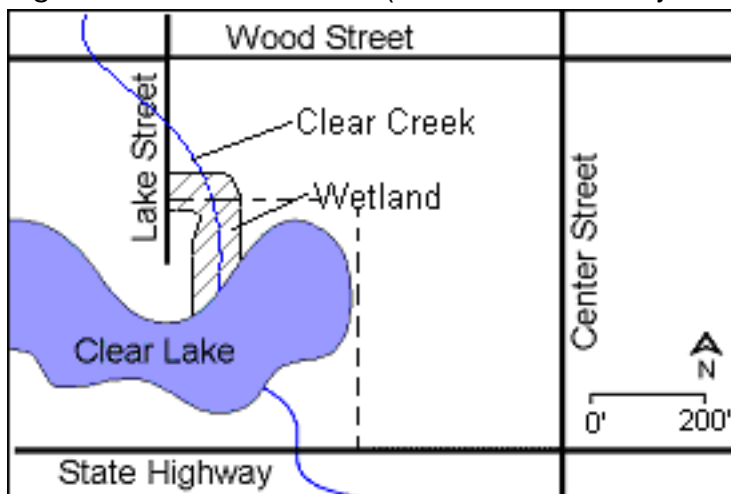 Wood Street
Clear Creek
Lake Street
Wetland
Center Street
Clear Lake
N
0' 200'
State Highway